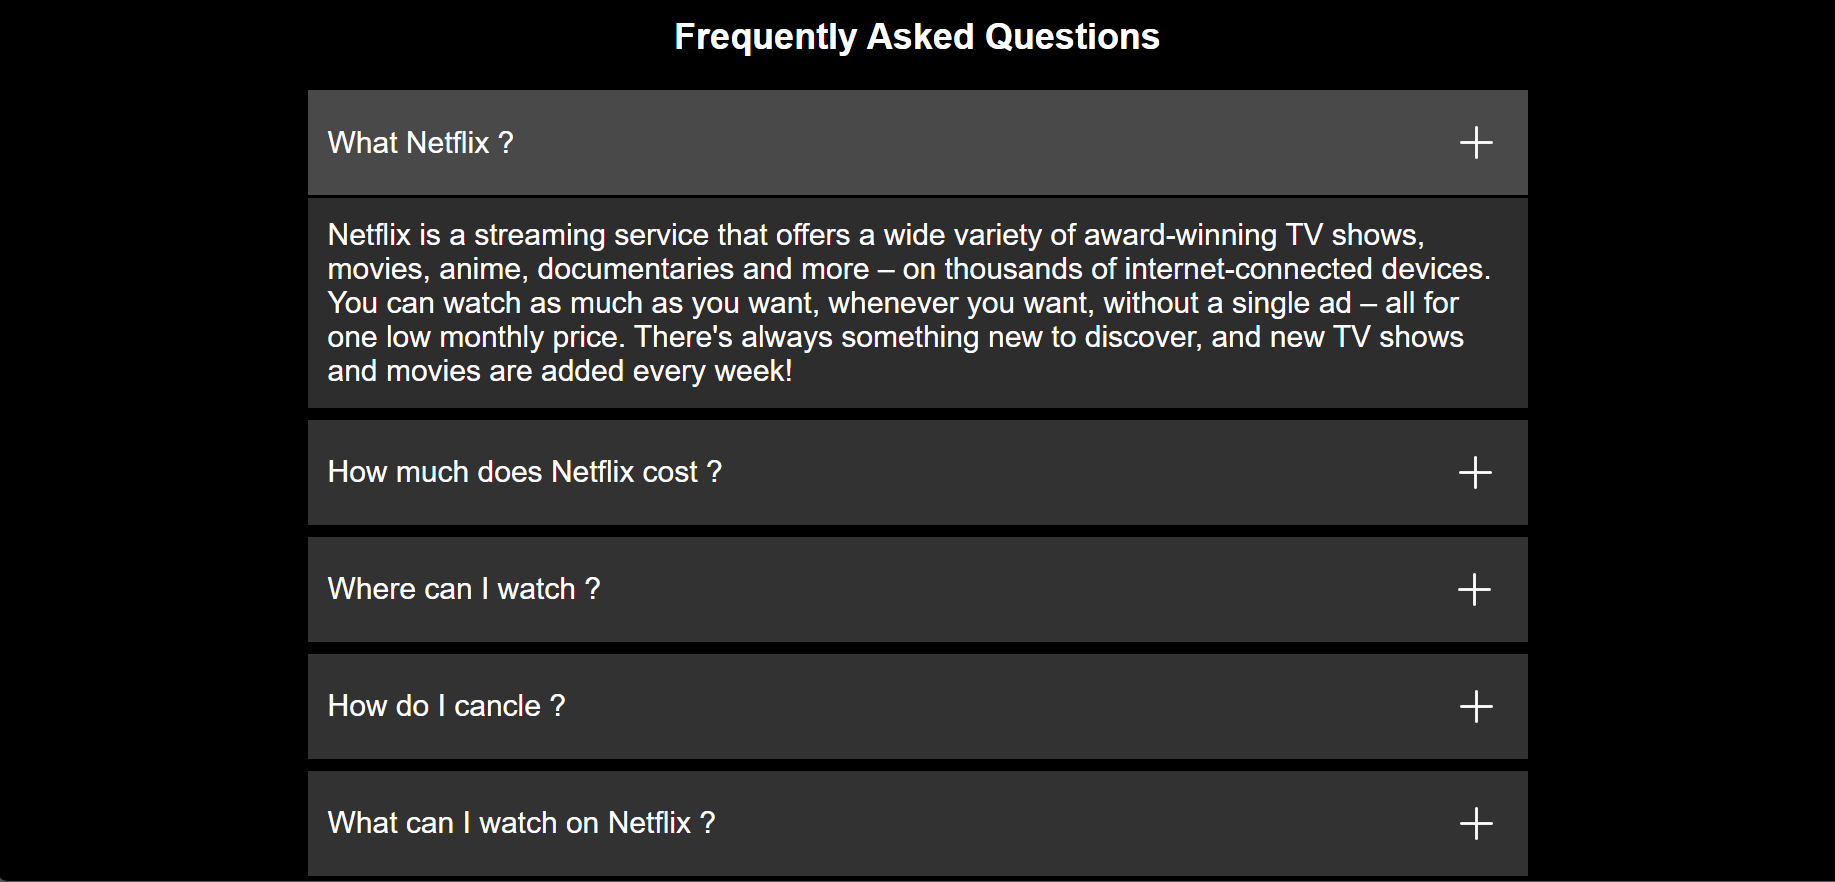 Frequently Asked Questions
What Netflix ?
Netflix is a streaming service that offers a wide variety of award-winning TV shows,
movies, anime, documentaries and more – on thousands of internet-connected devices.
You can watch as much as you want, whenever you want, without a single ad – all for
one low monthly price. There's always something new to discover, and new TV shows
and movies are added every week!
How much does Netflix cost ?
Where can I watch ?
How do I cancle ?
What can I watch on Netflix ?